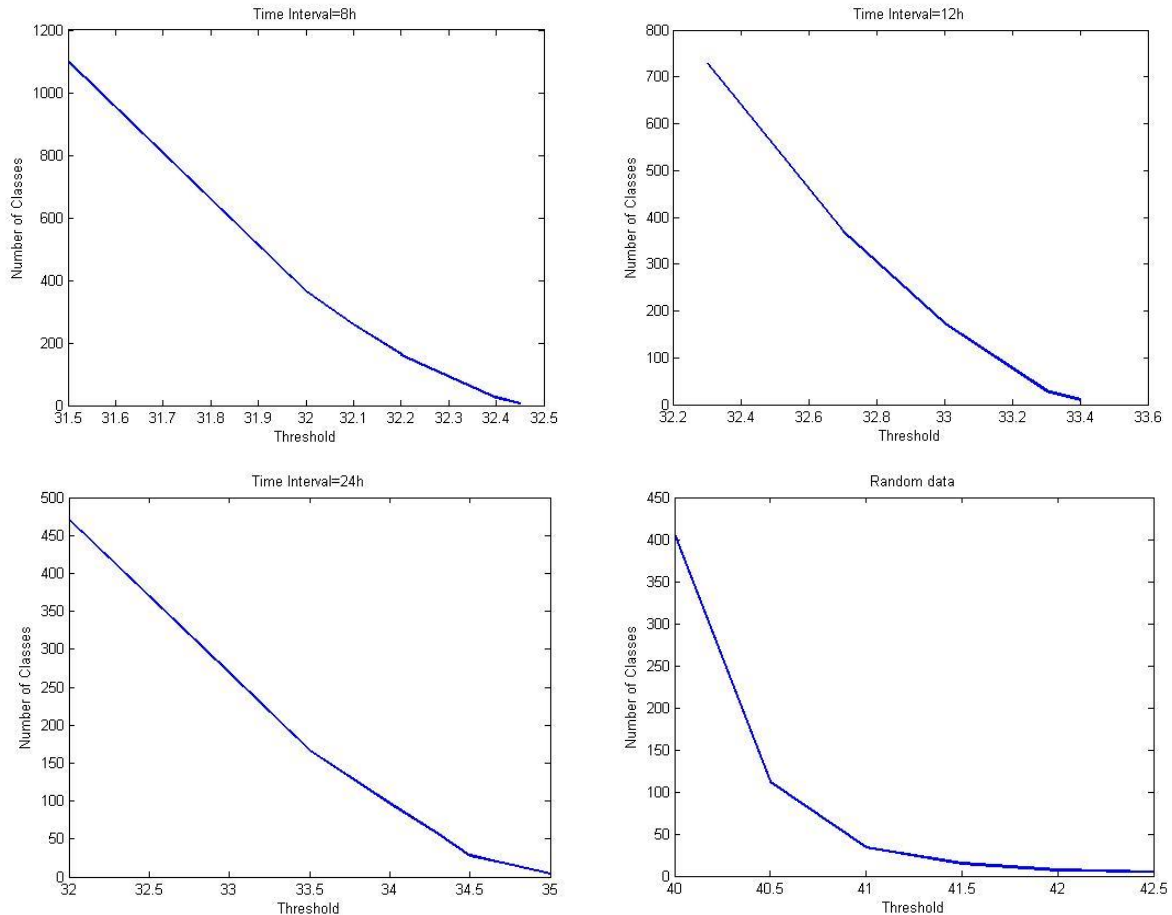 Time Interval=8h
1200
1000
800
600
400
200
0
Number of Classes
31.5 31.6 31.7 31.8 31.9 32 32.1 32.2 32.3 32.4 32.5
Threshold
Time Interval=12h
800
700
600
500
400
300
200
100
0
Number of Classes
32.2 32.4 32.6 32.8 33 33.2 33.4 33.6
Threshold
Time Interval=24h
500
450
400
350
300
250
200
150
100
50
0
Number of Classes
32 32.5 33 33.5 34 34.5 35
Threshold
Random data
450
400
350
300
250
200
150
100
50
0
Number of Classes
40 40.5 41 41.5 42 42.5
Threshold